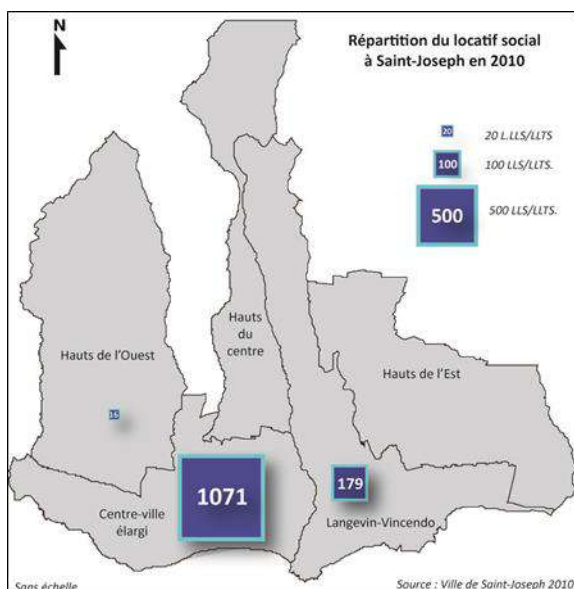 N
Répartition du locatif social
à Saint-Joseph en 2010
20
20 L.LLS/LLTS
100
100 LLS/LLTS.
500
500 LLS/LLTS.
Hauts de l'Ouest
Hauts
du
centre
Hauts de l'Est
1071
179
Centre-ville
élargi
Langevin-Vincendo
Sans échelle
Source : Ville de Saint-Joseph 2010